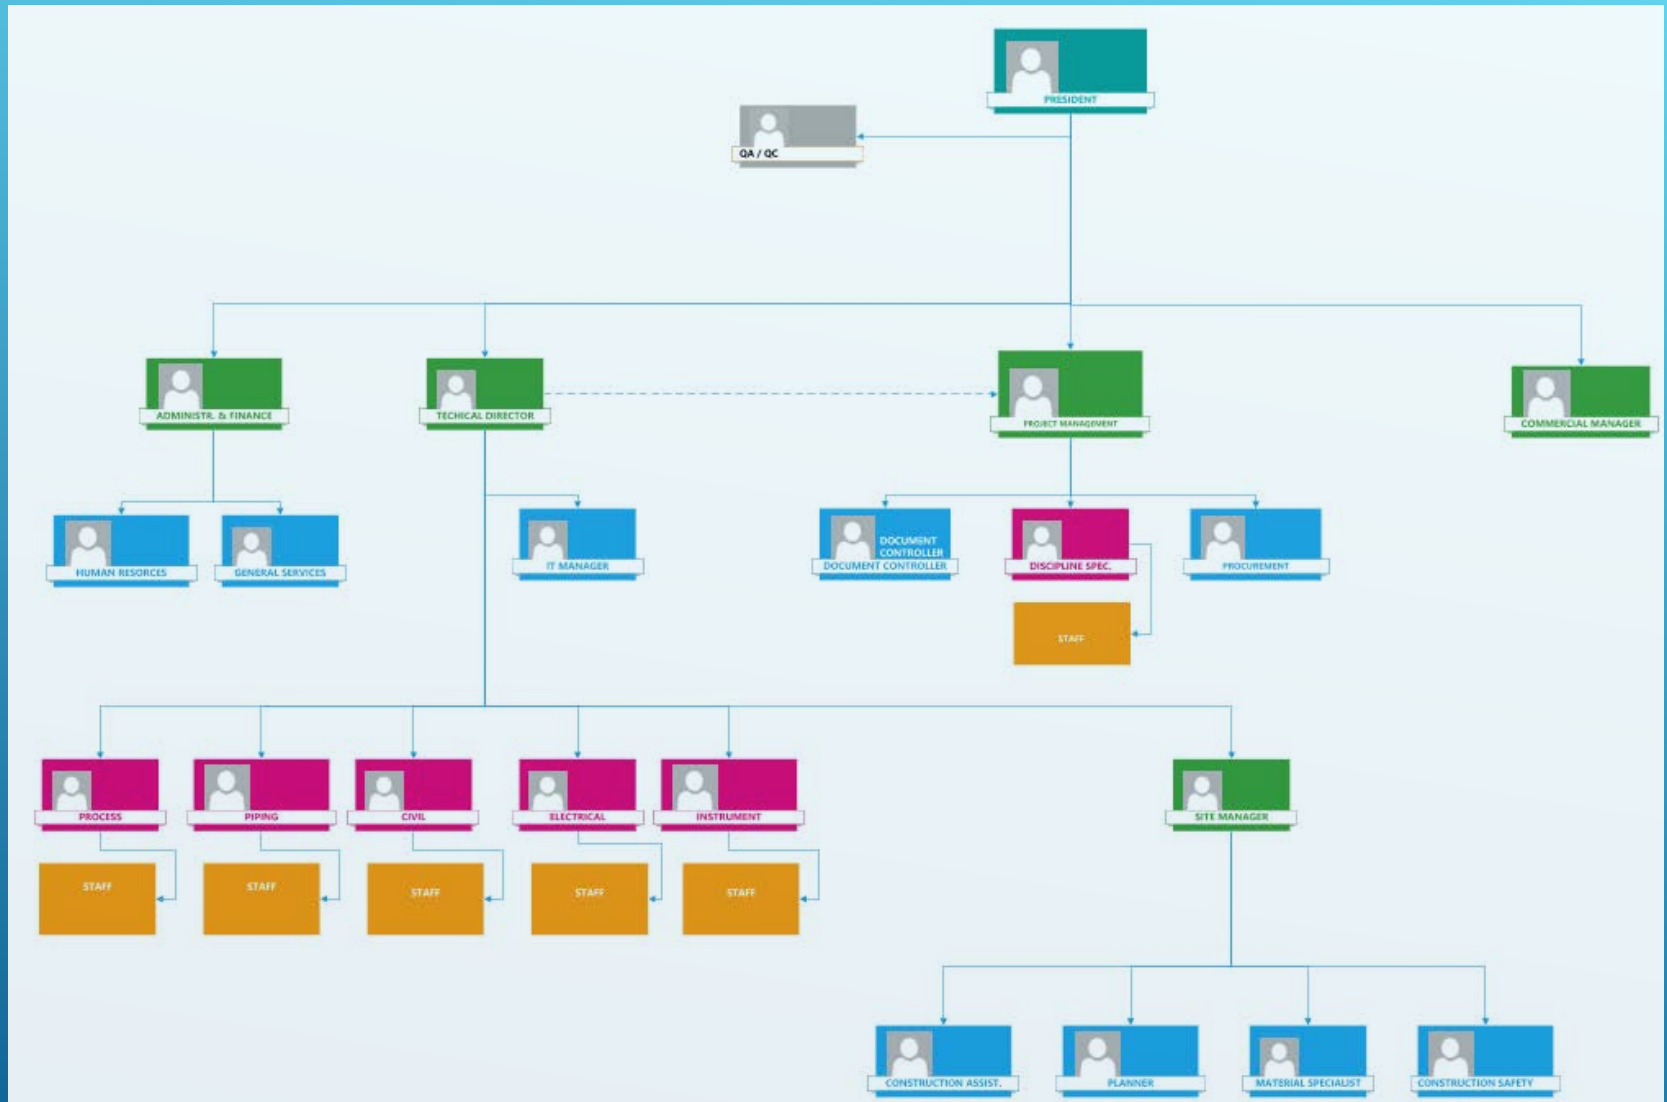 PRESIDENT
QA / QC
ADMINISTR. & FINANCE
TECHICAL DIRECTOR
PROJECT MANAGEMENT
COMMERCIAL MANAGER
HUMAN RESORCES
GENERAL SERVICES
IT MANAGER
DOCUMENT
CONTROLLER
DOCUMENT CONTROLLER
DISCIPLINE SPEC.
PROCUREMENT
STAFF
PROCESS
PIPING
CIVIL
ELECTRICAL
INSTRUMENT
SITE MANAGER
STAFF
STAFF
STAFF
STAFF
STAFF
CONSTRUCTION ASSIST.
PLANNER
MATERIAL SPECIALIST
CONSTRUCTION SAFETY